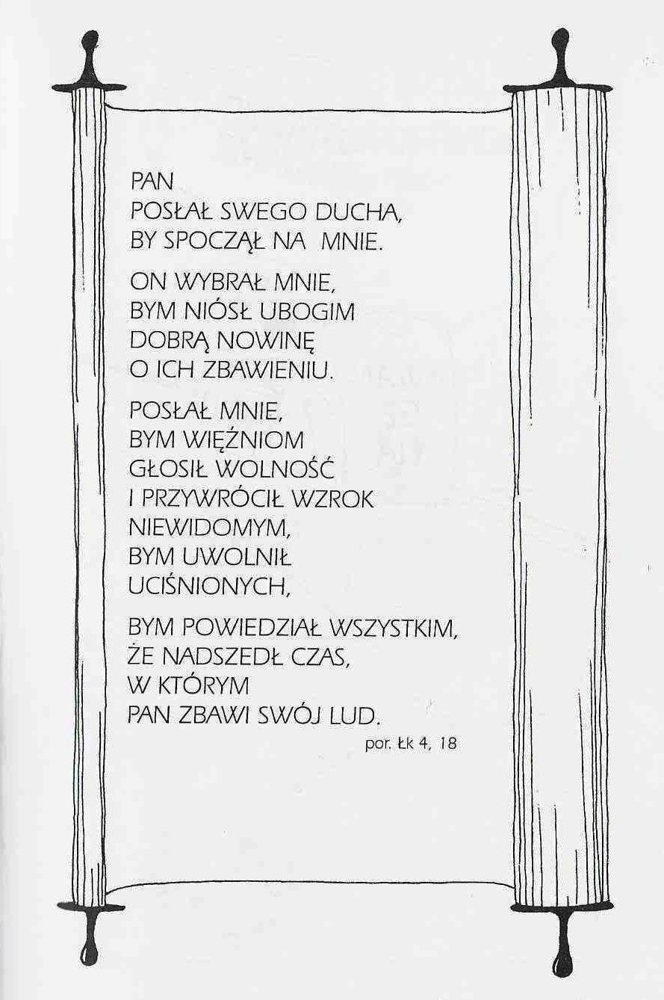 PAN
POSŁAŁ SWEGO DUCHA,
BY SPOCZĄŁ NA MNIE.
ON WYBRAŁ MNIE,
BYM NIÓSŁ UBOGIM
DOBRĄ NOWINĘ
O ICH ZBAWIENIU.
POSŁAŁ MNIE,
BYM WIĘŹNIOM
GŁOSIŁ WOLNOŚĆ
I PRZYWRÓCIŁ WZROK
NIEWIDOMYM,
BYM UWOLNIŁ
UCIŚNIONYCH,
BYM POWIEDZIAŁ WSZYSTKIM,
ŻE NADSZEDŁ CZAS,
W KTÓRYM
PAN ZBAWI SWÓJ LUD.
por. Łk 4, 18